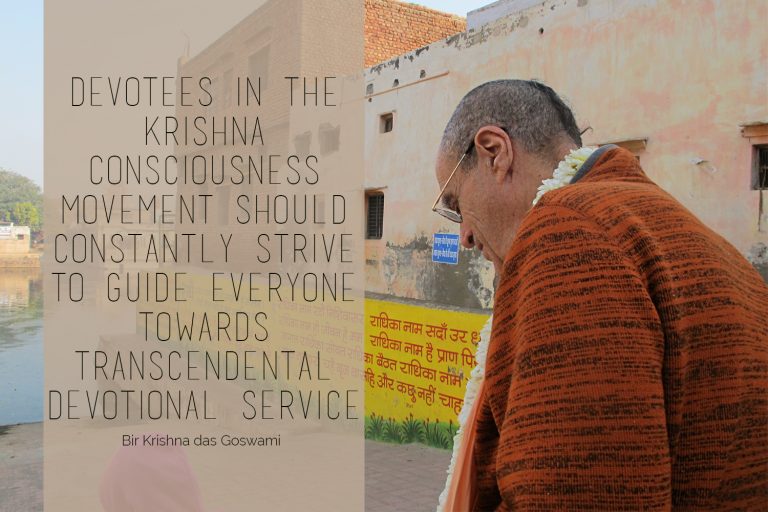 DEVOTEES IN THE
KRISHNA
CONSCIOUSNESS
MOVEMENT SHOULD
CONSTANTLY STRIVE
TO GUIDE EVERYONE
TOWARDS
TRANSCENDENTAL
DEVOTIONAL SERVICE
Bir Krishna das Goswami
राधिका नाम सदाँ उर
राधिका नाम है प्राण
बैठत राधिका नाम
और कछु नहीं